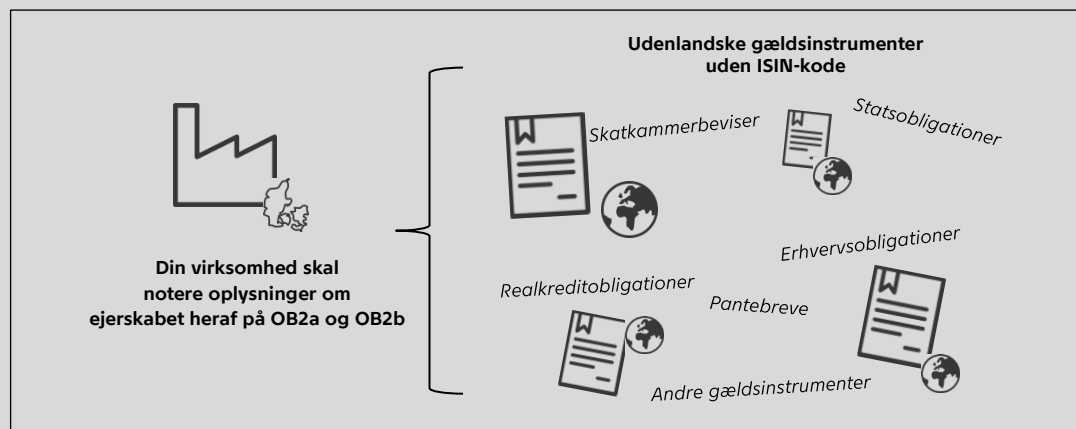 Udenlandske gældsinstrumenter
uden ISIN-kode
Skatkammerbeviser
Statsobligationer
Din virksomhed skal
notere oplysninger om
ejerskabet heraf på OB2a og OB2b
Erhvervsobligationer
Realkreditobligationer
Pantebreve
Andre gældsinstrumenter